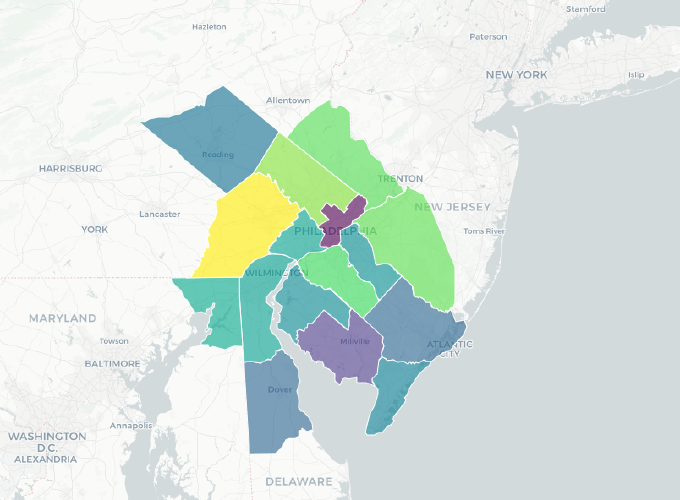 Stamford
Hazleton
Paterson
NEW YORK
Islip
Allentown
Reading
HARRISBURG
TRENTON
NEW JERSEY
Lancaster
YORK
PHILADELPHIA
Toms River
WILMINGTON
MARYLAND
Towson
Millville
ATLANTIC
CITY
BALTIMORE
Dover
Annapolis
WASHINGTON
D.C.
ALEXANDRIA
DELAWARE